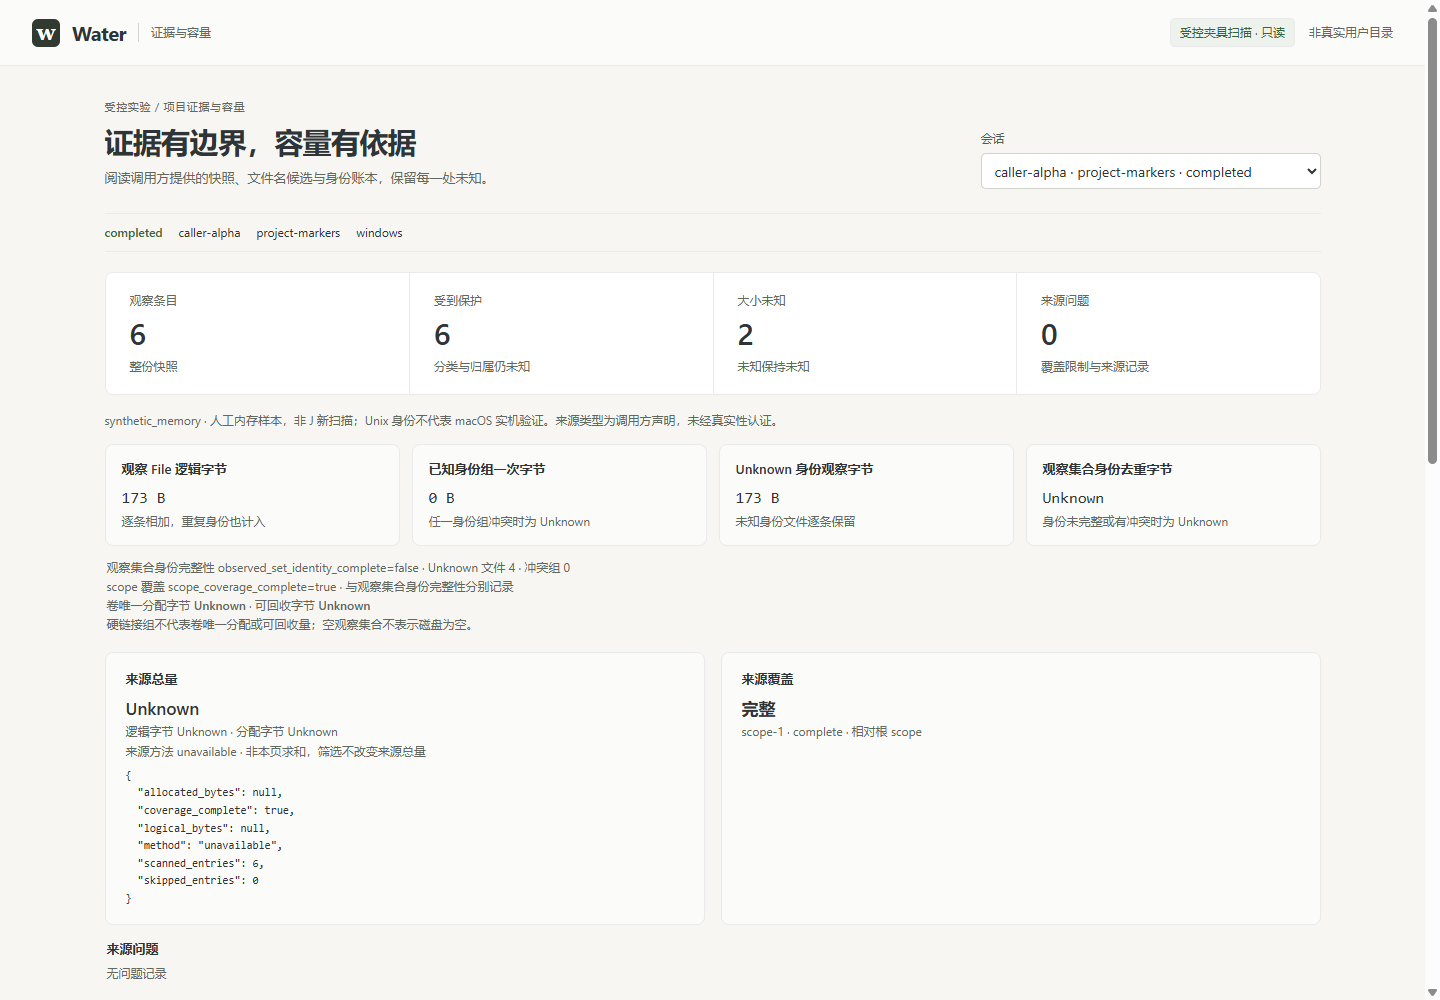 W Water 证据与容量 受控夹具扫描 · 只读 非真实用户目录
受控实验 / 项目证据与容量
证据有边界，容量有依据
阅读调用方提供的快照、文件名候选与身份账本，保留每一处未知。
会话
caller-alpha · project-markers · completed
completed caller-alpha project-markers windows
观察条目
6
整份快照
受到保护
6
分类与归属仍未知
大小未知
2
未知保持未知
来源问题
0
覆盖限制与来源记录
synthetic_memory · 人工内存样本，非 J 新扫描；Unix 身份不代表 macOS 实机验证。来源类型为调用方声明，未经真实性认证。
观察 File 逻辑字节
173 B
逐条相加，重复身份也计入
已知身份组一次字节
0 B
任一身份组冲突时为 Unknown
Unknown 身份观察字节
173 B
未知身份文件逐条保留
观察集合身份去重字节
Unknown
身份未完整或有冲突时为 Unknown
观察集合身份完整性 observed_set_identity_complete=false · Unknown 文件 4 · 冲突组 0
scope 覆盖 scope_coverage_complete=true · 与观察集合身份完整性分别记录
卷唯一分配字节 Unknown · 可回收字节 Unknown
硬链接组不代表卷唯一分配或可回收量；空观察集合不表示磁盘为空。
来源总量
Unknown
逻辑字节 Unknown · 分配字节 Unknown
来源方法 unavailable · 非本页求和，筛选不改变来源总量
{
  "allocated_bytes": null,
  "coverage_complete": true,
  "logical_bytes": null,
  "method": "unavailable",
  "scanned_entries": 6,
  "skipped_entries": 0
}
来源覆盖
完整
scope-1 · complete · 相对根 scope
来源问题
无问题记录